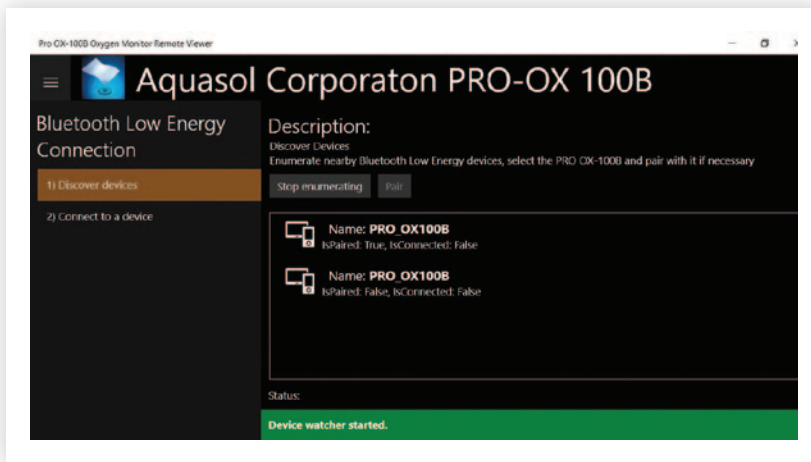 Pro OX-100B Oxygen Monitor Remote Viewer
Aquasol Corporaton PRO-OX 100B
Bluetooth Low Energy
Connection
1) Discover devices
2) Connect to a device
Description:
Discover Devices
Enumerate nearby Bluetooth Low Energy devices, select the PRO OX-100B and pair with it if necessary
Stop enumerating
Pair
Name: PRO_OX100B
IsPaired: True, IsConnected: False
Name: PRO_OX100B
IsPaired: False, IsConnected: False
Status:
Device watcher started.